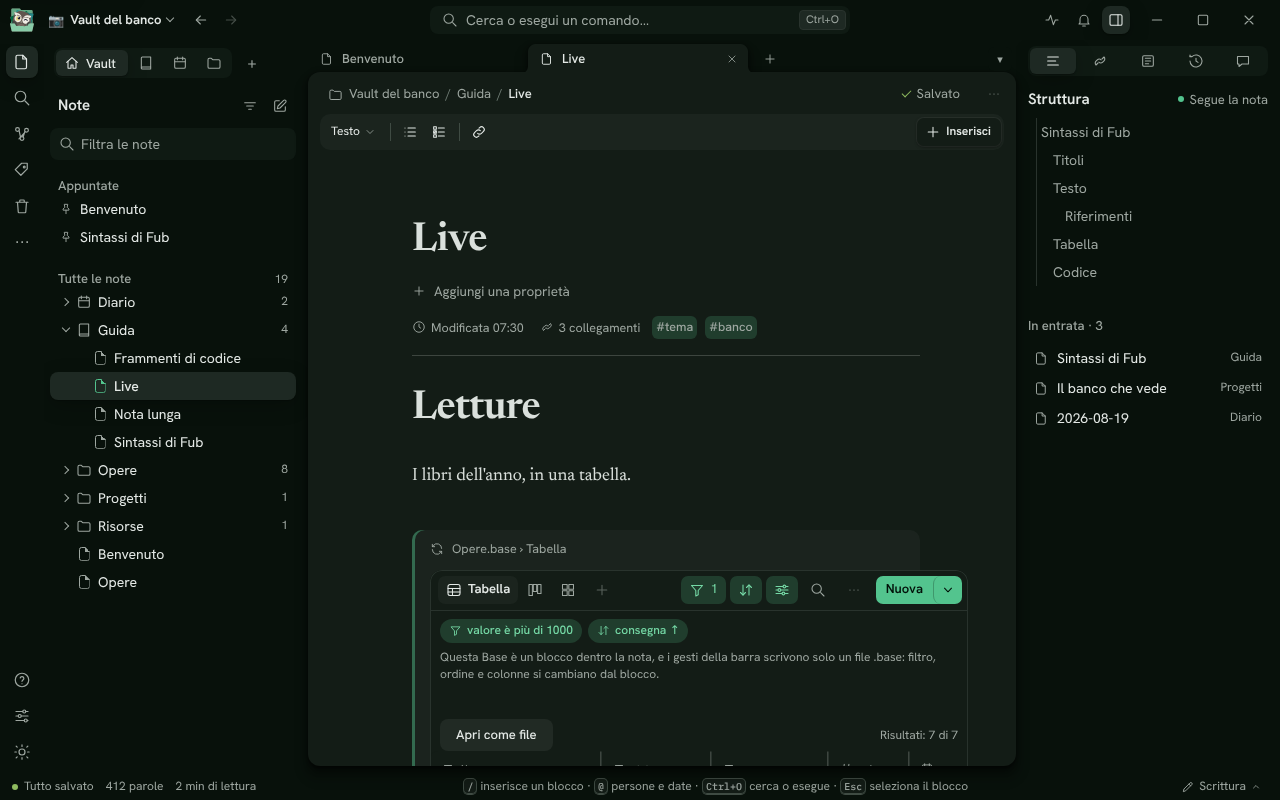 Vault del banco
Cerca o esegui un comando…
Ctrl+O
Vault
Benvenuto
Live
Note
Filtra le note
Appuntate
Benvenuto
Sintassi di Fub
Tutte le note 19
Diario 2
Guida 4
Frammenti di codice
Live
Nota lunga
Sintassi di Fub
Opere 8
Progetti 1
Risorse 1
Benvenuto
Opere
Vault del banco / Guida / Live
Salvato
Testo
Inserisci
Live
Aggiungi una proprietà
Modificata 07:30 3 collegamenti #tema #banco
Letture
I libri dell'anno, in una tabella.
Opere.base › Tabella
Tabella
1
Nuova
valore è più di 1000
consegna ↑
Questa Base è un blocco dentro la nota, e i gesti della barra scrivono solo un file .base: filtro,
ordine e colonne si cambiano dal blocco.
Apri come file
Risultati: 7 di 7
Struttura
Segue la nota
Sintassi di Fub
Titoli
Testo
Riferimenti
Tabella
Codice
In entrata · 3
Sintassi di Fub Guida
Il banco che vede Progetti
2026-08-19 Diario
Tutto salvato 412 parole 2 min di lettura
/ inserisce un blocco · @ persone e date · Ctrl+O cerca o esegue · Esc seleziona il blocco
Scrittura